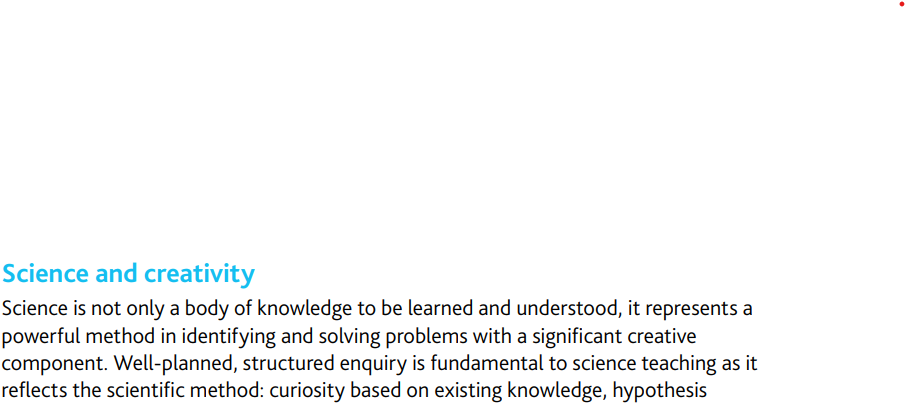 Science and creativity
Science is not only a body of knowledge to be learned and understood, it represents a
powerful method in identifying and solving problems with a significant creative
component. Well-planned, structured enquiry is fundamental to science teaching as it
reflects the scientific method: curiosity based on existing knowledge, hypothesis